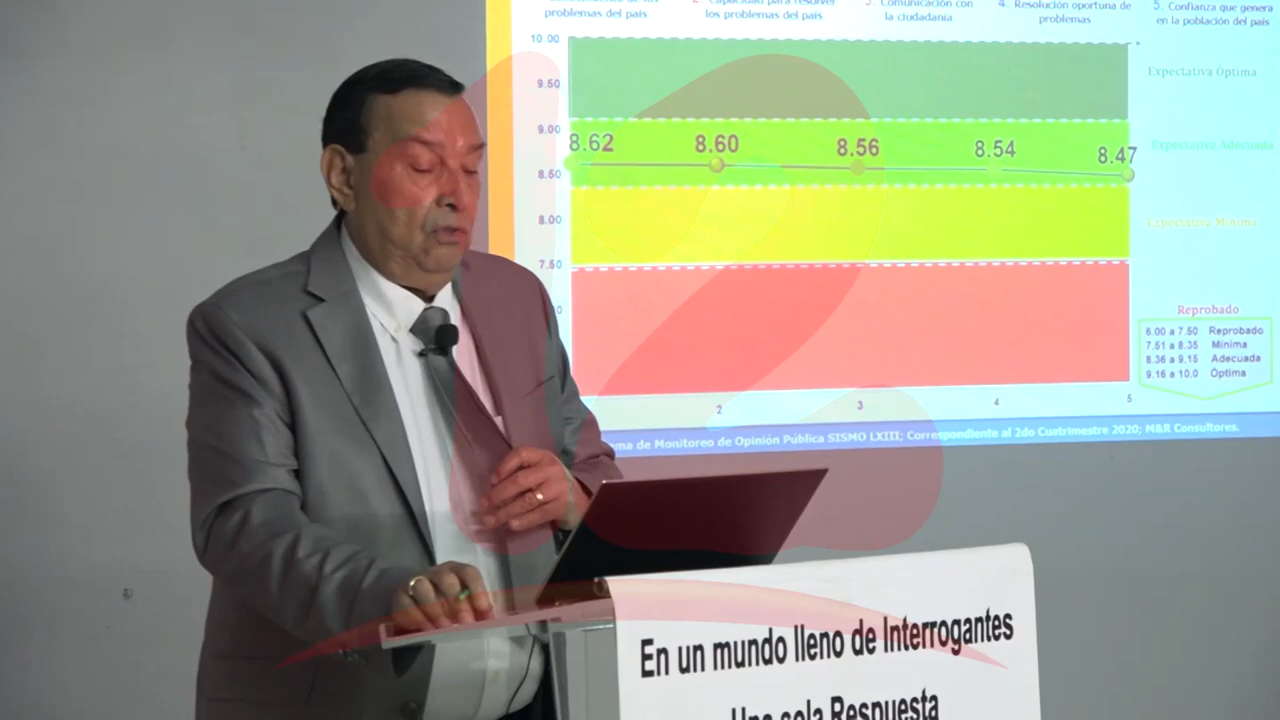 problemas del país
2. Capacidad para resolver
los problemas del país
3. Comunicación con
la ciudadanía
4. Resolución oportuna de
problemas
5. Confianza que genera
en la población del país
10.00
9.50
9.00
8.50
8.00
7.50
8.62
8.60
8.56
8.54
8.47
Expectativa Óptima
Expectativa Adecuada
Expectativa Mínima
Reprobado
6.00 a 7.50 Reprobado
7.51 a 8.35 Mínima
8.36 a 9.15 Adecuada
9.16 a 10.0 Óptima
2
3
4
5
de Monitoreo de Opinión Pública SISMO LXIII; Correspondiente al 2do Cuatrimestre 2020; M&R Consultores.
En un mundo lleno de Interrogantes
Una sola Respuesta